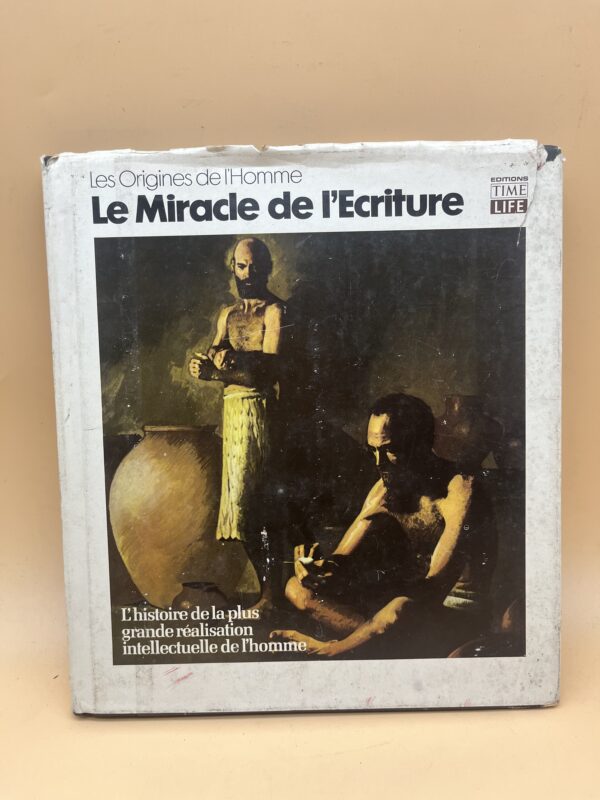 Les Origines de l'Homme
Le Miracle de l'Ecriture
EDITIONS
TIME
LIFE
L'histoire de la plus
grande réalisation
intellectuelle de l'homme